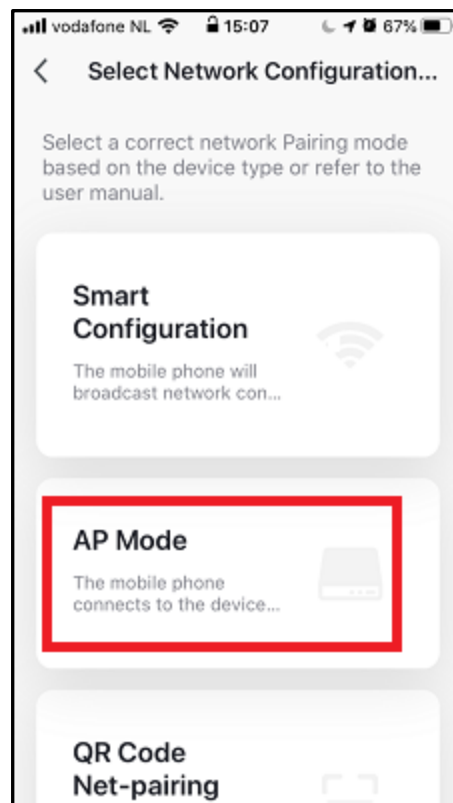 vodafone NL 15:07 67%
Select Network Configuration...
Select a correct network Pairing mode
based on the device type or refer to the
user manual.
Smart
Configuration
The mobile phone will
broadcast network con...
AP Mode
The mobile phone
connects to the device...
QR Code
Net-pairing